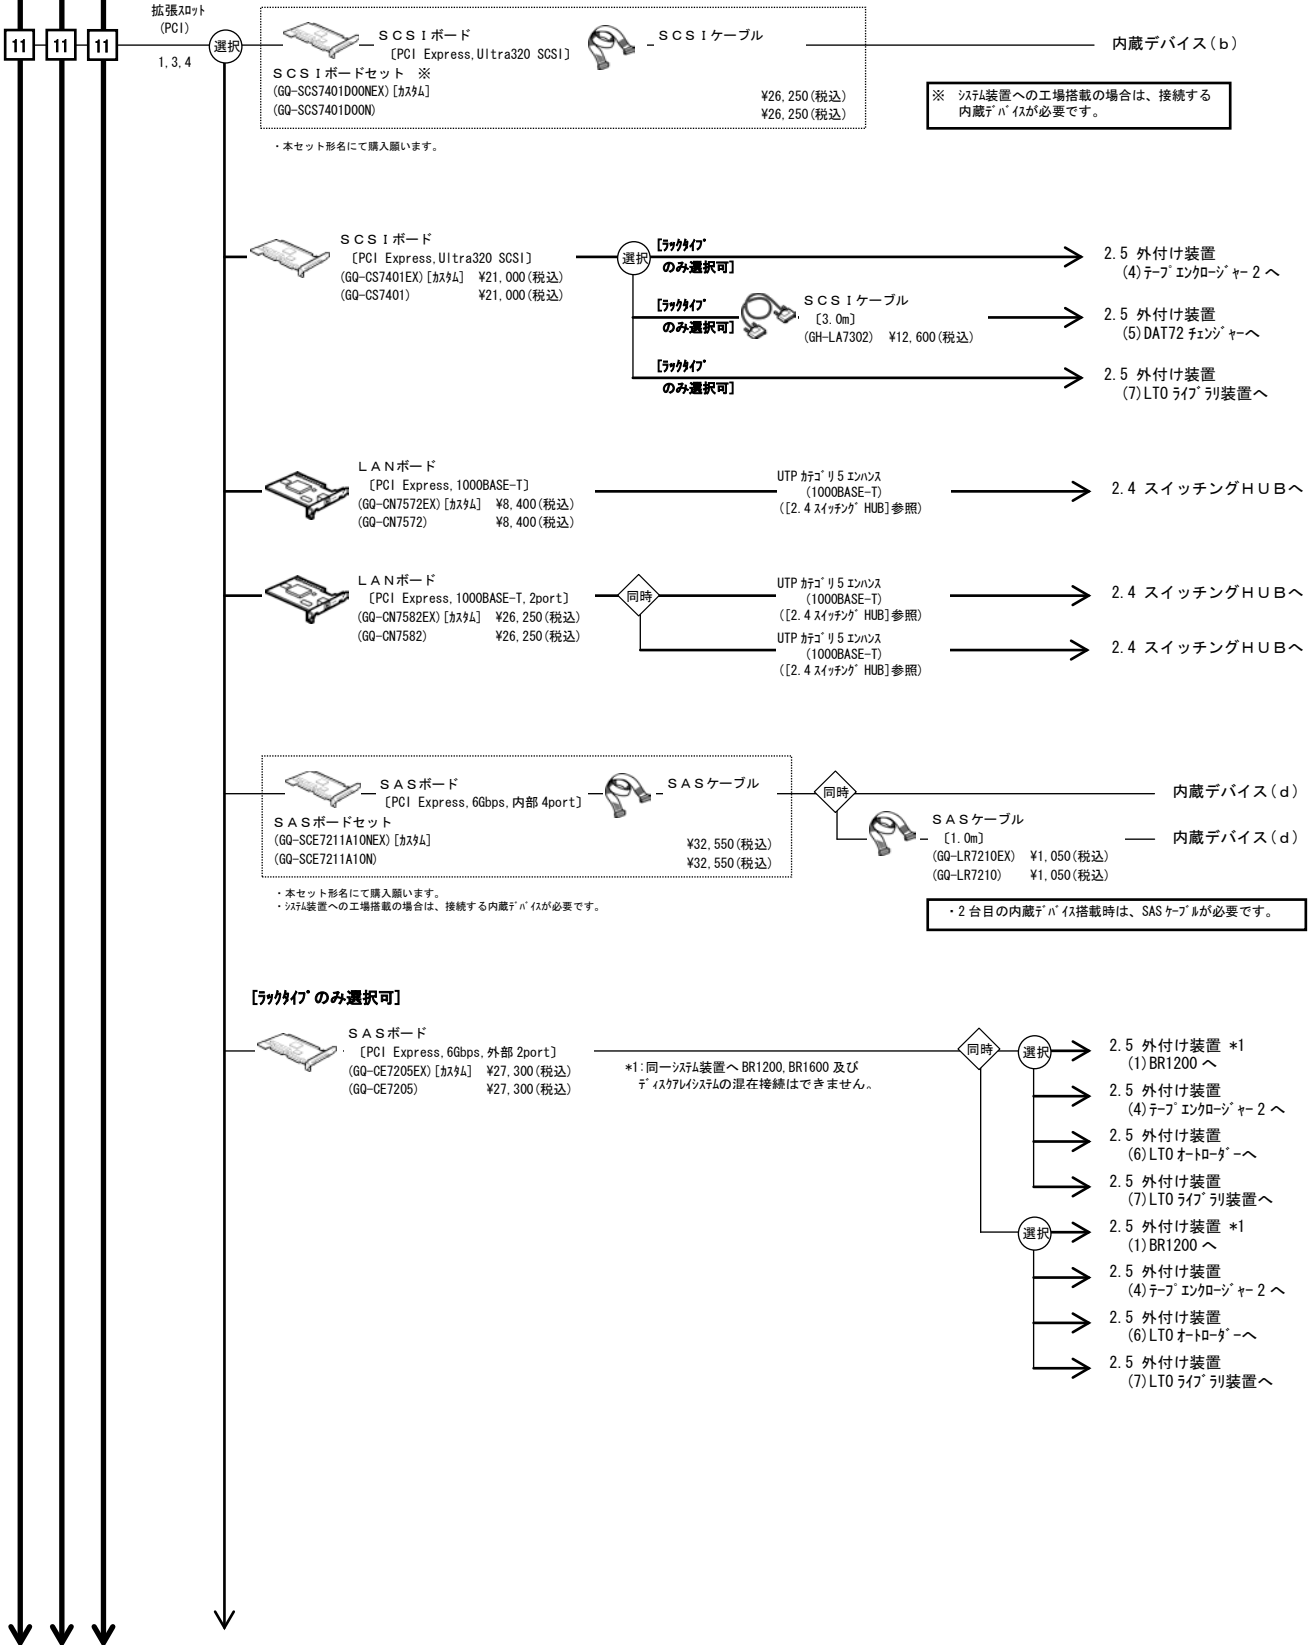 拡張ｽﾛｯﾄ
(PCI)
11 11 11
選択
1,3,4
ＳＣＳＩボード
〔PCI Express,Ultra320 SCSI〕
ＳＣＳＩケーブル
内蔵デバイス(b)
ＳＣＳＩボードセット ※
(GQ-SCS7401DOONEX)[ｶｽﾀﾑ] ¥26,250(税込)
(GQ-SCS7401DOON) ¥26,250(税込)
※ ｼｽﾃﾑ装置への工場搭載の場合は、接続する
内蔵ﾃﾞﾊﾞｲｽが必要です。
・本セット形名にて購入願います。
ＳＣＳＩボード
〔PCI Express,Ultra320 SCSI〕
(GQ-CS7401EX)[ｶｽﾀﾑ] ¥21,000(税込)
(GQ-CS7401) ¥21,000(税込)
選択
[ﾗｯｸﾀｲﾌﾟ
のみ選択可]
2.5 外付け装置
(4)ﾃｰﾌﾟｴﾝｸﾛｰｼﾞｬｰ2 へ
[ﾗｯｸﾀｲﾌﾟ
のみ選択可]
ＳＣＳＩケーブル
〔3.0m〕
(GH-LA7302) ¥12,600(税込)
2.5 外付け装置
(5)DAT72 ﾁｪﾝｼﾞｬｰへ
[ﾗｯｸﾀｲﾌﾟ
のみ選択可]
2.5 外付け装置
(7)LTO ﾗｲﾌﾞﾗﾘ装置へ
ＬＡＮボード
〔PCI Express,1000BASE-T〕
(GQ-CN7572EX)[ｶｽﾀﾑ] ¥8,400(税込)
(GQ-CN7572) ¥8,400(税込)
UTP ｶﾃｺﾞﾘ5 ｴﾝﾊﾝｽ
(1000BASE-T)
([2.4 ｽｲｯﾁﾝｸﾞHUB]参照)
2.4 スイッチングＨＵＢへ
ＬＡＮボード
〔PCI Express,1000BASE-T,2port〕
(GQ-CN7582EX)[ｶｽﾀﾑ] ¥26,250(税込)
(GQ-CN7582) ¥26,250(税込)
同時
UTP ｶﾃｺﾞﾘ5 ｴﾝﾊﾝｽ
(1000BASE-T)
([2.4 ｽｲｯﾁﾝｸﾞHUB]参照)
2.4 スイッチングＨＵＢへ
UTP ｶﾃｺﾞﾘ5 ｴﾝﾊﾝｽ
(1000BASE-T)
([2.4 ｽｲｯﾁﾝｸﾞHUB]参照)
2.4 スイッチングＨＵＢへ
ＳＡＳボード
〔PCI Express,6Gbps,内部 4port〕
ＳＡＳケーブル
ＳＡＳボードセット
(GQ-SCE7211A10NEX)[ｶｽﾀﾑ] ¥32,550(税込)
(GQ-SCE7211A10N) ¥32,550(税込)
同時
内蔵デバイス(d)
ＳＡＳケーブル
〔1.0m〕
(GQ-LR7210EX) ¥1,050(税込)
(GQ-LR7210) ¥1,050(税込)
内蔵デバイス(d)
・本セット形名にて購入願います。
・ｼｽﾃﾑ装置への工場搭載の場合は、接続する内蔵ﾃﾞﾊﾞｲｽが必要です。
・2 台目の内蔵ﾃﾞﾊﾞｲｽ搭載時は、SAS ｹｰﾌﾞﾙが必要です。
[ﾗｯｸﾀｲﾌﾟのみ選択可]
ＳＡＳボード
〔PCI Express,6Gbps,外部 2port〕
(GQ-CE7205EX)[ｶｽﾀﾑ] ¥27,300(税込)
(GQ-CE7205) ¥27,300(税込)
*1:同一ｼｽﾃﾑ装置へ BR1200,BR1600 及び
ﾃﾞｨｽｸｱﾚｲｼｽﾃﾑの混在接続はできません。
同時
選択
2.5 外付け装置 *1
(1)BR1200 へ
2.5 外付け装置
(4)ﾃｰﾌﾟｴﾝｸﾛｰｼﾞｬｰ2 へ
2.5 外付け装置
(6)LTO ｵｰﾄﾛｰﾀﾞｰへ
2.5 外付け装置
(7)LTO ﾗｲﾌﾞﾗﾘ装置へ
選択
2.5 外付け装置 *1
(1)BR1200 へ
2.5 外付け装置
(4)ﾃｰﾌﾟｴﾝｸﾛｰｼﾞｬｰ2 へ
2.5 外付け装置
(6)LTO ｵｰﾄﾛｰﾀﾞｰへ
2.5 外付け装置
(7)LTO ﾗｲﾌﾞﾗﾘ装置へ